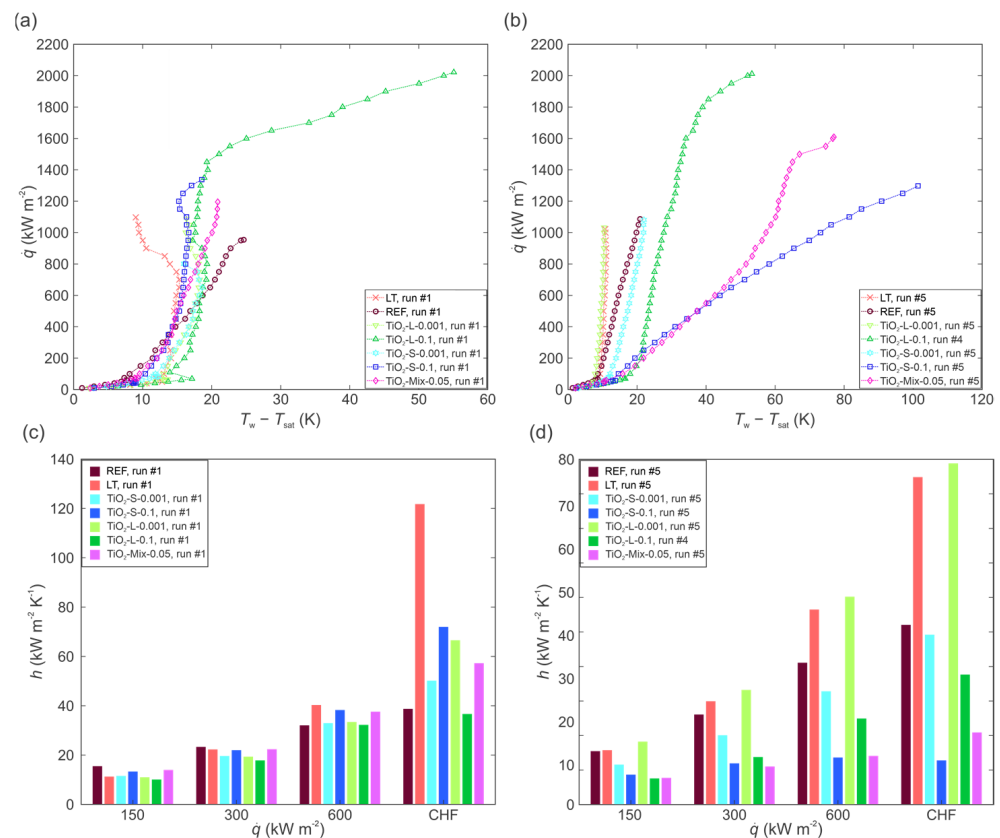 (a)
2200
2000
1800
1600
1400
1200
1000
800
600
400
200
0
q̇ (kW m⁻²)
LT, run #1
REF, run #1
TiO₂-L-0.001, run #1
TiO₂-L-0.1, run #1
TiO₂-S-0.001, run #1
TiO₂-S-0.1, run #1
TiO₂-Mix-0.05, run #1
0 10 20 30 40 50 60
T_w − T_sat (K)
(b)
2200
2000
1800
1600
1400
1200
1000
800
600
400
200
0
q̇ (kW m⁻²)
LT, run #5
REF, run #5
TiO₂-L-0.001, run #5
TiO₂-L-0.1, run #4
TiO₂-S-0.001, run #5
TiO₂-S-0.1, run #5
TiO₂-Mix-0.05, run #5
0 20 40 60 80 100 120
T_w − T_sat (K)
(c)
140
120
100
80
60
40
20
0
h (kW m⁻² K⁻¹)
REF, run #1
LT, run #1
TiO₂-S-0.001, run #1
TiO₂-S-0.1, run #1
TiO₂-L-0.001, run #1
TiO₂-L-0.1, run #1
TiO₂-Mix-0.05, run #1
150 300 600 CHF
q̇ (kW m⁻²)
(d)
80
70
60
50
40
30
20
10
0
h (kW m⁻² K⁻¹)
REF, run #5
LT, run #5
TiO₂-S-0.001, run #5
TiO₂-S-0.1, run #5
TiO₂-L-0.001, run #5
TiO₂-L-0.1, run #4
TiO₂-Mix-0.05, run #5
150 300 600 CHF
q̇ (kW m⁻²)